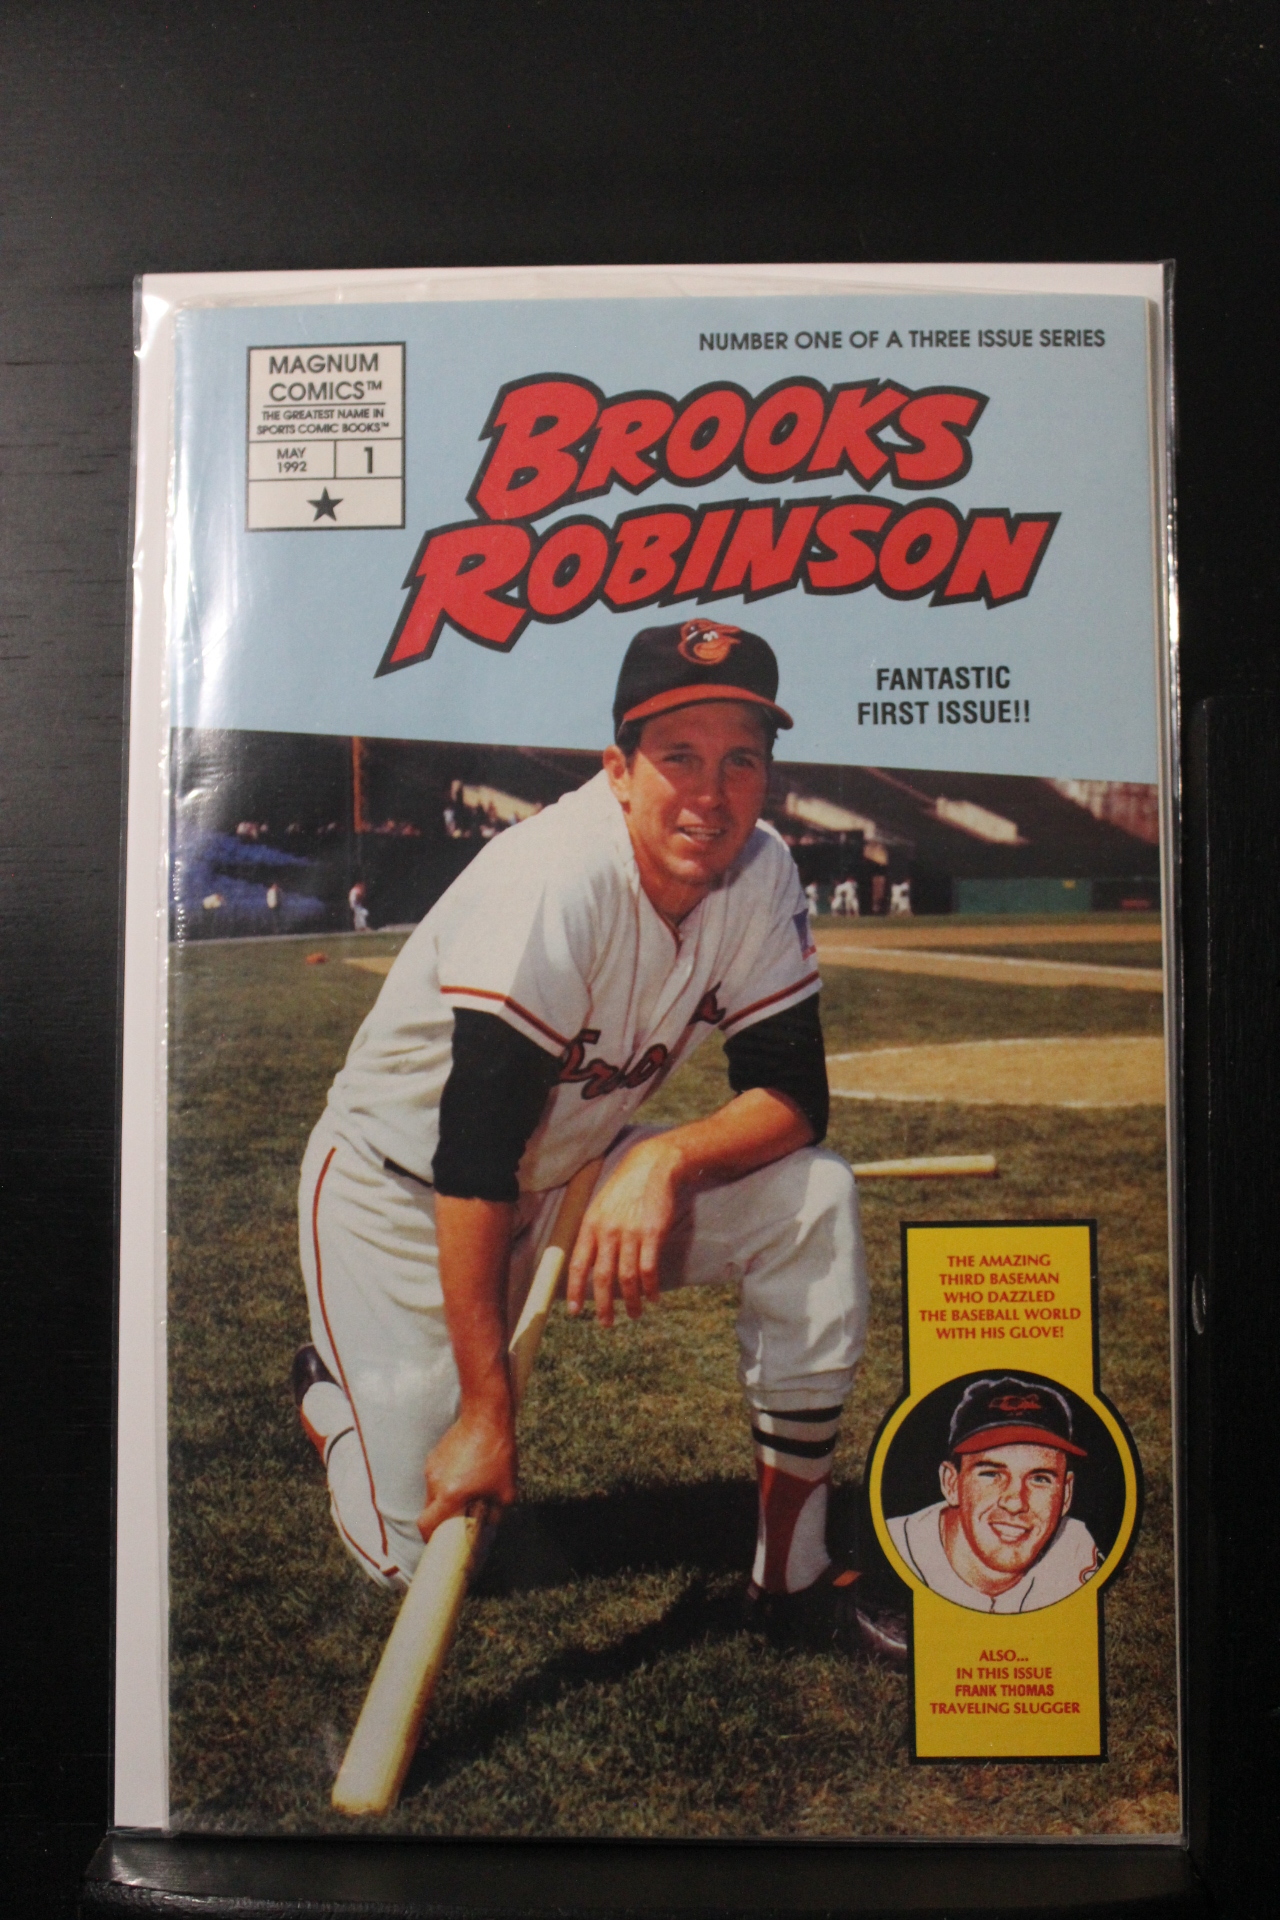 NUMBER ONE OF A THREE ISSUE SERIES
MAGNUM
COMICS™
THE GREATEST NAME IN
SPORTS COMIC BOOKS™
MAY
1992
1
BROOKS
ROBINSON
FANTASTIC
FIRST ISSUE!!
THE AMAZING
THIRD BASEMAN
WHO DAZZLED
THE BASEBALL WORLD
WITH HIS GLOVE!
ALSO...
IN THIS ISSUE
FRANK THOMAS
TRAVELING SLUGGER